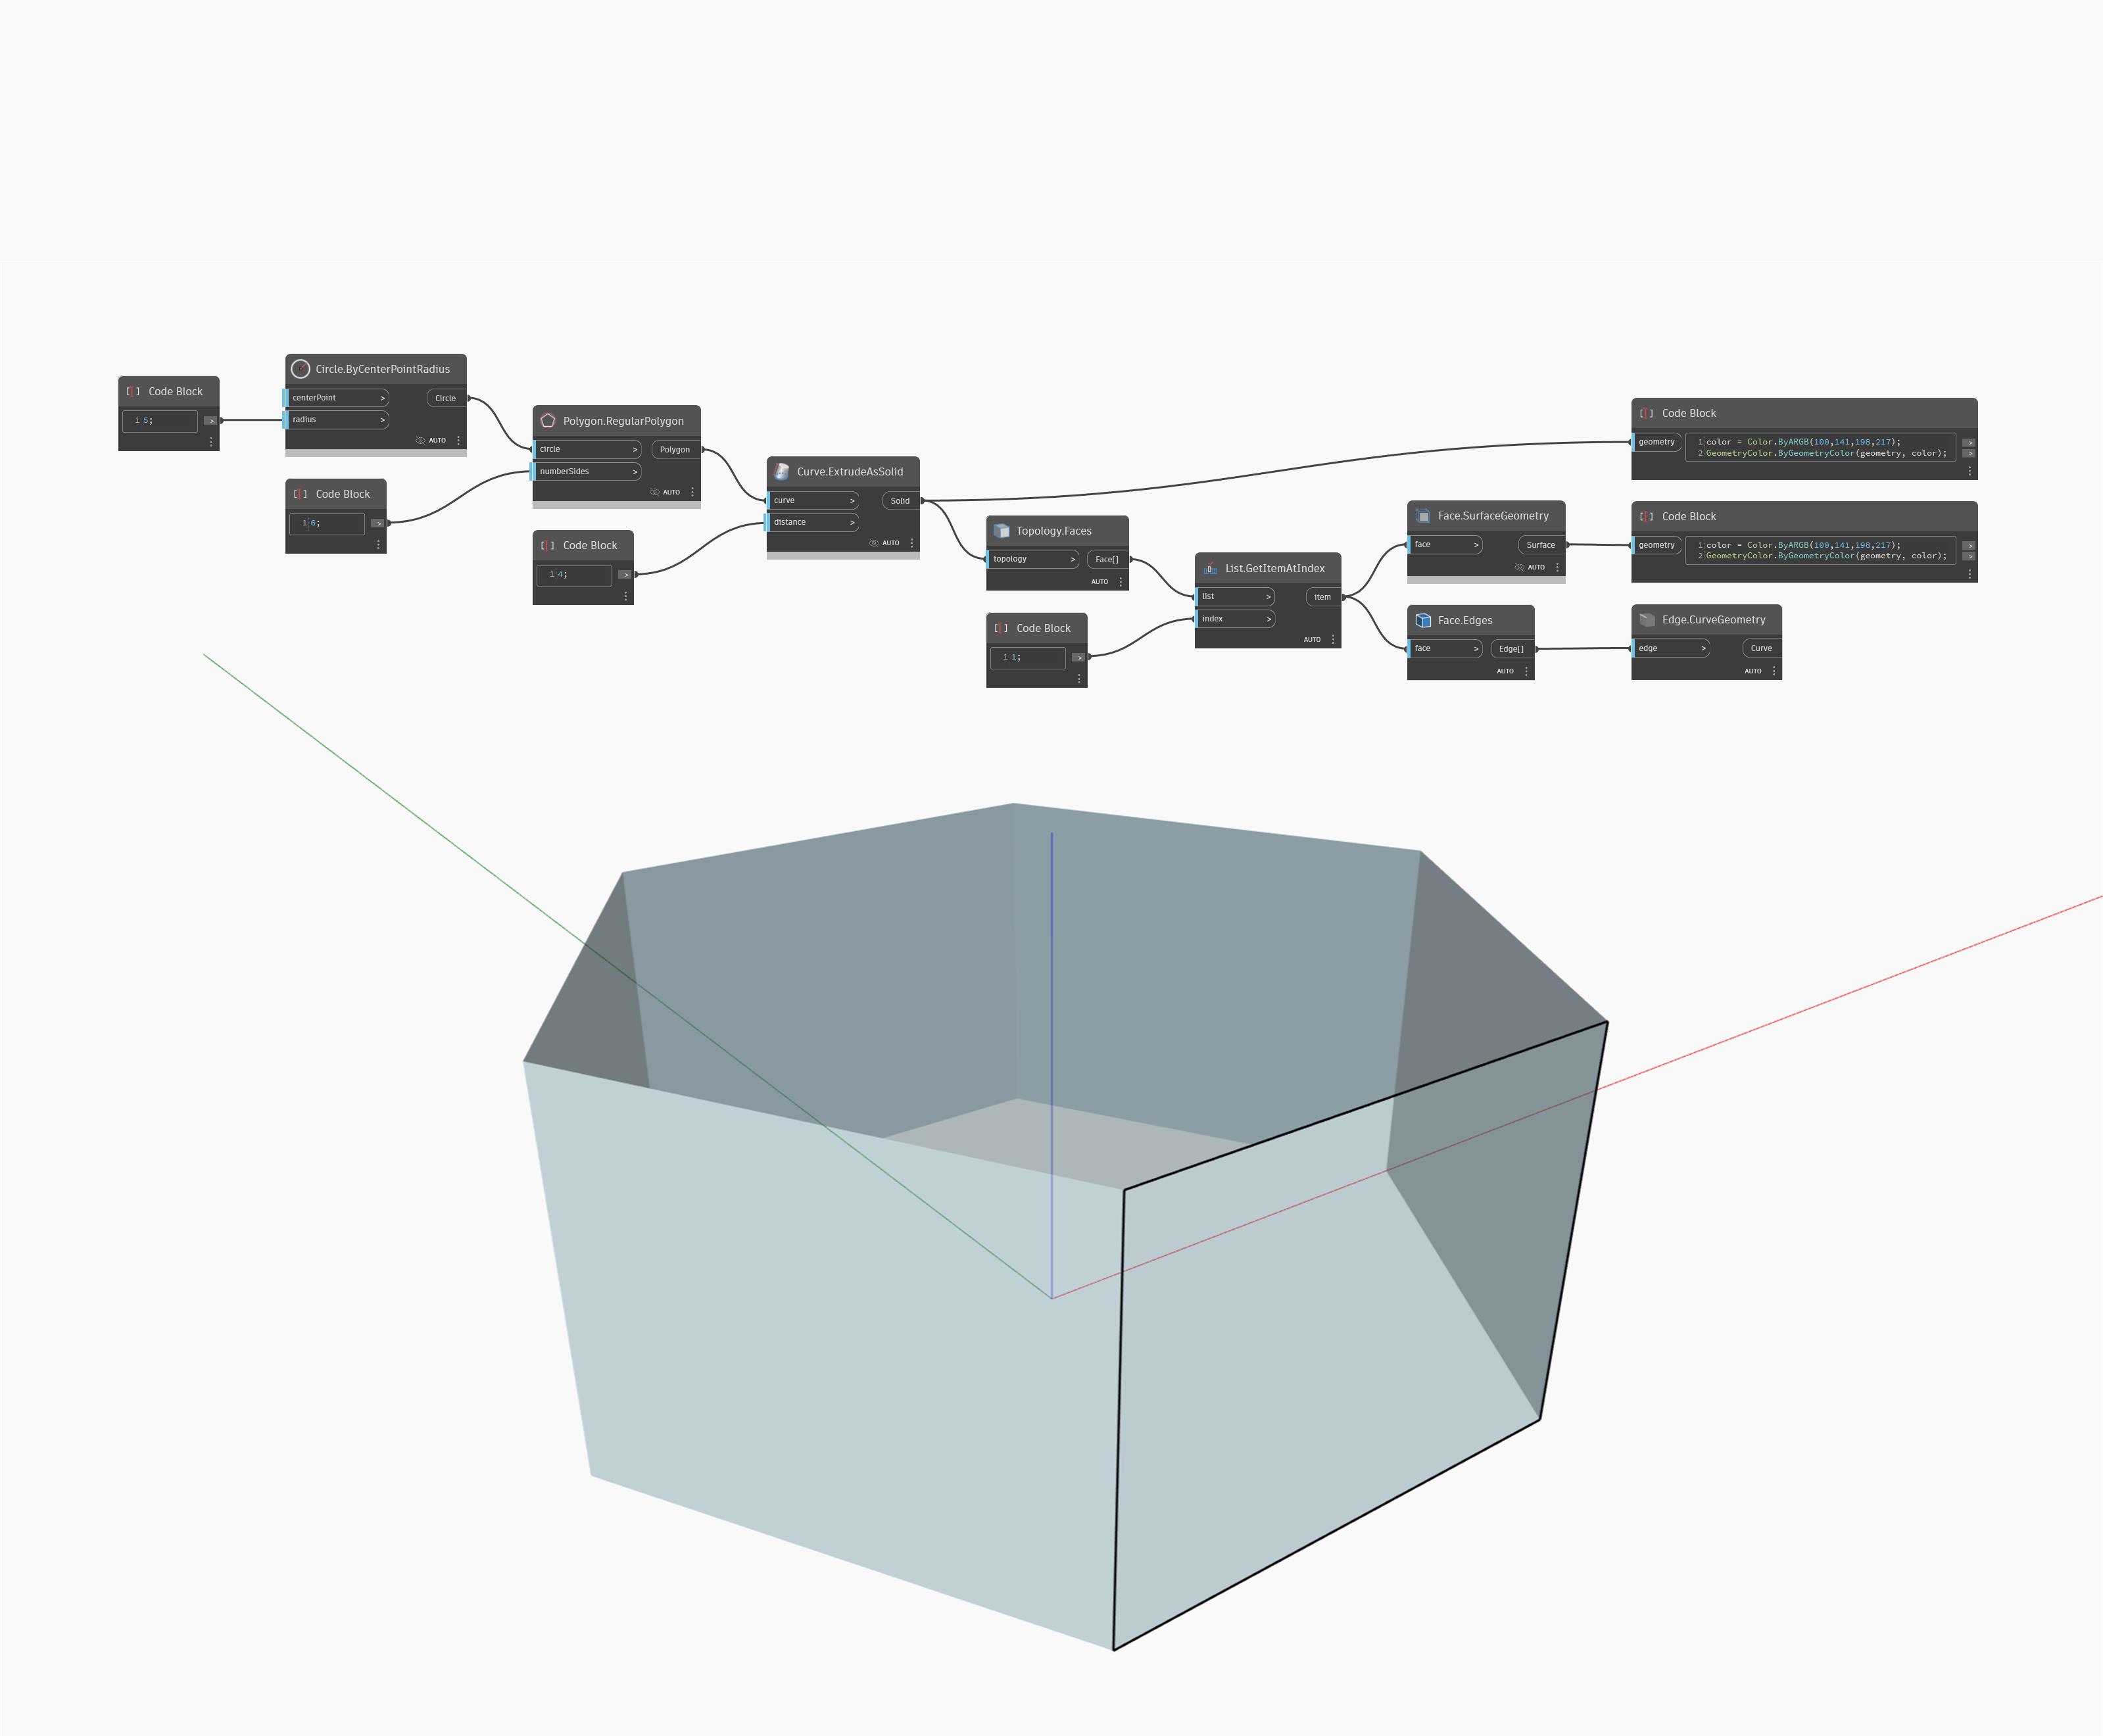 Code Block
1 5;
>
Circle.ByCenterPointRadius
centerPoint >
Circle
radius >
AUTO
Code Block
1 6;
>
Polygon.RegularPolygon
circle >
Polygon
numberSides >
AUTO
Code Block
1 4;
>
Curve.ExtrudeAsSolid
curve >
Solid
distance >
AUTO
Topology.Faces
topology >
Face[]
AUTO
Code Block
1 1;
>
List.GetItemAtIndex
list >
item
index >
AUTO
Face.SurfaceGeometry
face >
Surface
AUTO
Face.Edges
face >
Edge[]
AUTO
Code Block
geometry
1 color = Color.ByARGB(100,141,198,217);
>
2 GeometryColor.ByGeometryColor(geometry, color);
>
Code Block
geometry
1 color = Color.ByARGB(100,141,198,217);
>
2 GeometryColor.ByGeometryColor(geometry, color);
>
Edge.CurveGeometry
edge >
Curve
AUTO